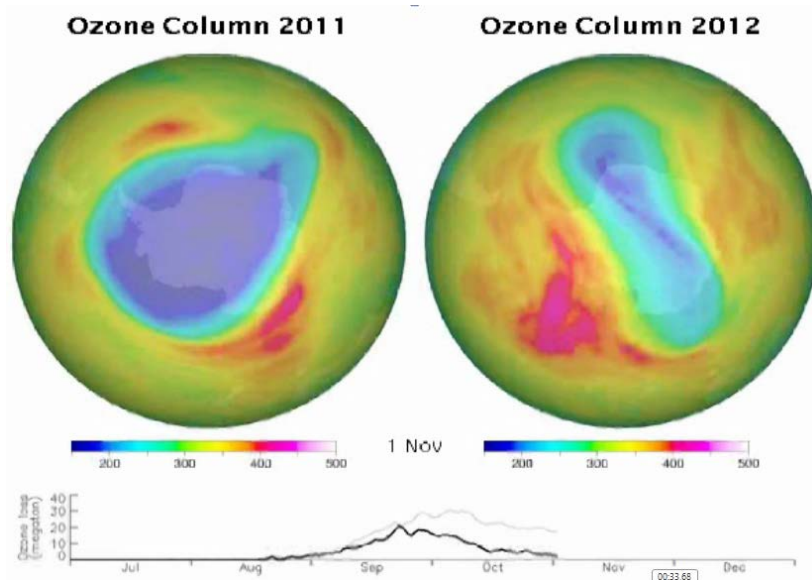 Ozone Column 2011
Ozone Column 2012
200 300 400 500
1 Nov
200 300 400 500
Ozone loss
(megaton)
40
30
20
10
0
Jul Aug Sep Oct Nov Dec
00:33.68